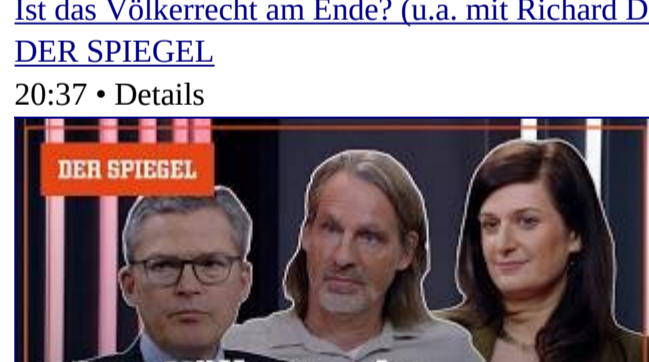 Ist das Völkerrecht am Ende? (u.a. mit Richard D
DER SPIEGEL
20:37 • Details
DER SPIEGEL